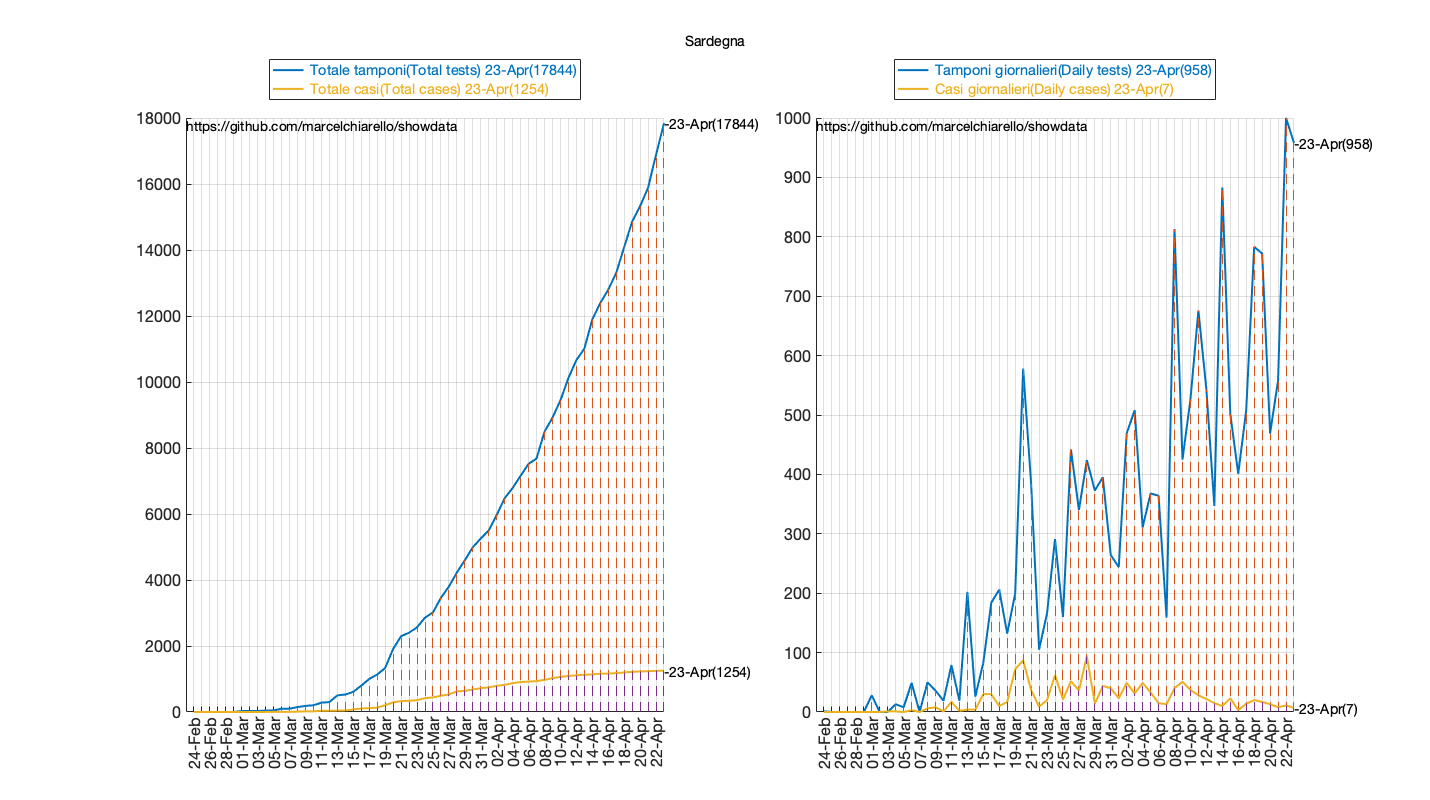 Sardegna
Totale tamponi(Total tests) 23-Apr(17844)
Totale casi(Total cases) 23-Apr(1254)
https://github.com/marcelchiarello/showdata
18000
16000
14000
12000
10000
8000
6000
4000
2000
0
-23-Apr(17844)
-23-Apr(1254)
24-Feb
26-Feb
28-Feb
01-Mar
03-Mar
05-Mar
07-Mar
09-Mar
11-Mar
13-Mar
15-Mar
17-Mar
19-Mar
21-Mar
23-Mar
25-Mar
27-Mar
29-Mar
31-Mar
02-Apr
04-Apr
06-Apr
08-Apr
10-Apr
12-Apr
14-Apr
16-Apr
18-Apr
20-Apr
22-Apr
Tamponi giornalieri(Daily tests) 23-Apr(958)
Casi giornalieri(Daily cases) 23-Apr(7)
https://github.com/marcelchiarello/showdata
1000
900
800
700
600
500
400
300
200
100
0
-23-Apr(958)
-23-Apr(7)
24-Feb
26-Feb
28-Feb
01-Mar
03-Mar
05-Mar
07-Mar
09-Mar
11-Mar
13-Mar
15-Mar
17-Mar
19-Mar
21-Mar
23-Mar
25-Mar
27-Mar
29-Mar
31-Mar
02-Apr
04-Apr
06-Apr
08-Apr
10-Apr
12-Apr
14-Apr
16-Apr
18-Apr
20-Apr
22-Apr